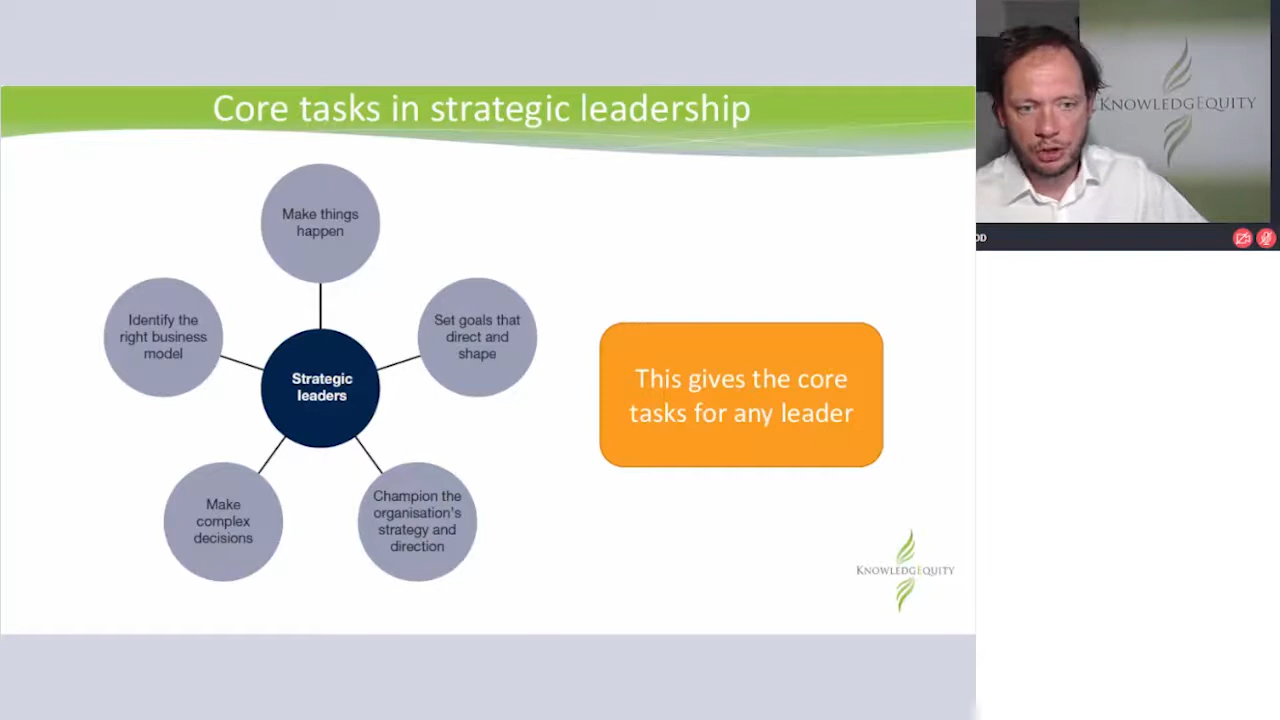 Core tasks in strategic leadership
Make things
happen
Identify the
right business
model
Set goals that
direct and
shape
Strategic
leaders
Make
complex
decisions
Champion the
organisation's
strategy and
direction
This gives the core
tasks for any leader
KNOWLEDGEQUITY
KNOWLEDGEQUITY
OD